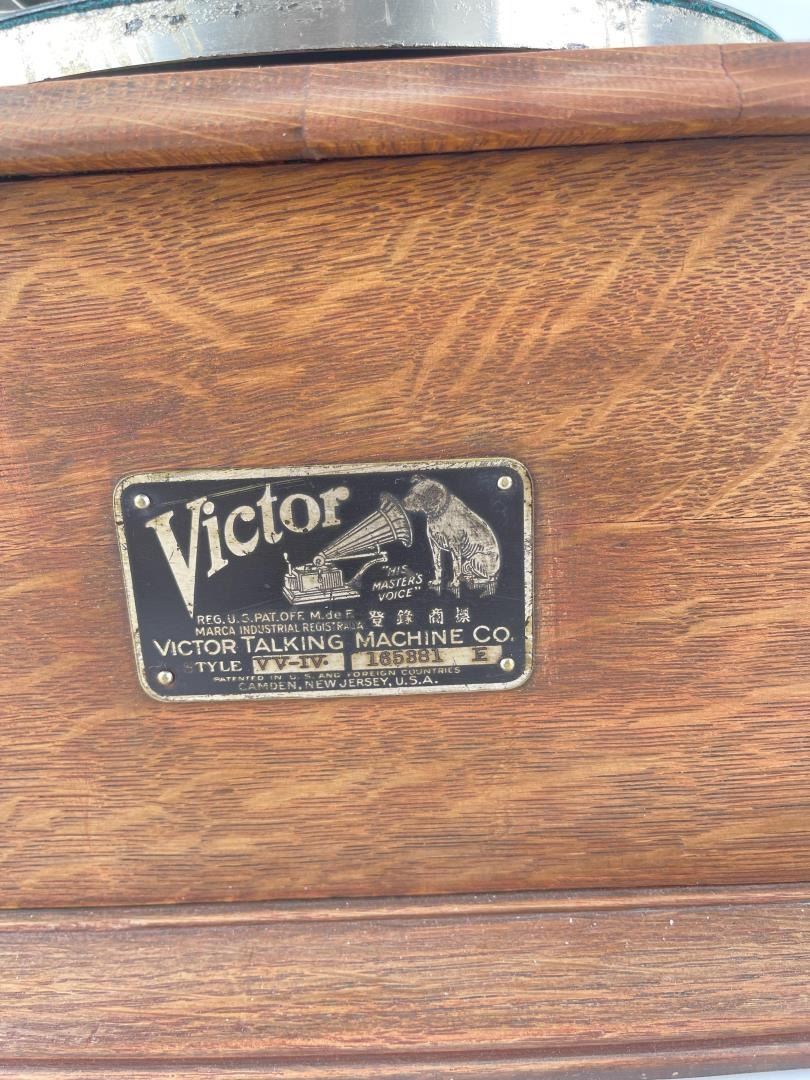 Victor
"HIS
MASTER'S
VOICE"
REG. U.S. PAT. OFF. M. de F. 登錄商標
MARCA INDUSTRIAL REGISTRADA
VICTOR TALKING MACHINE CO.
STYLE VV-IV. 165381 E
PATENTED IN U.S. AND FOREIGN COUNTRIES
CAMDEN, NEW JERSEY, U.S.A.